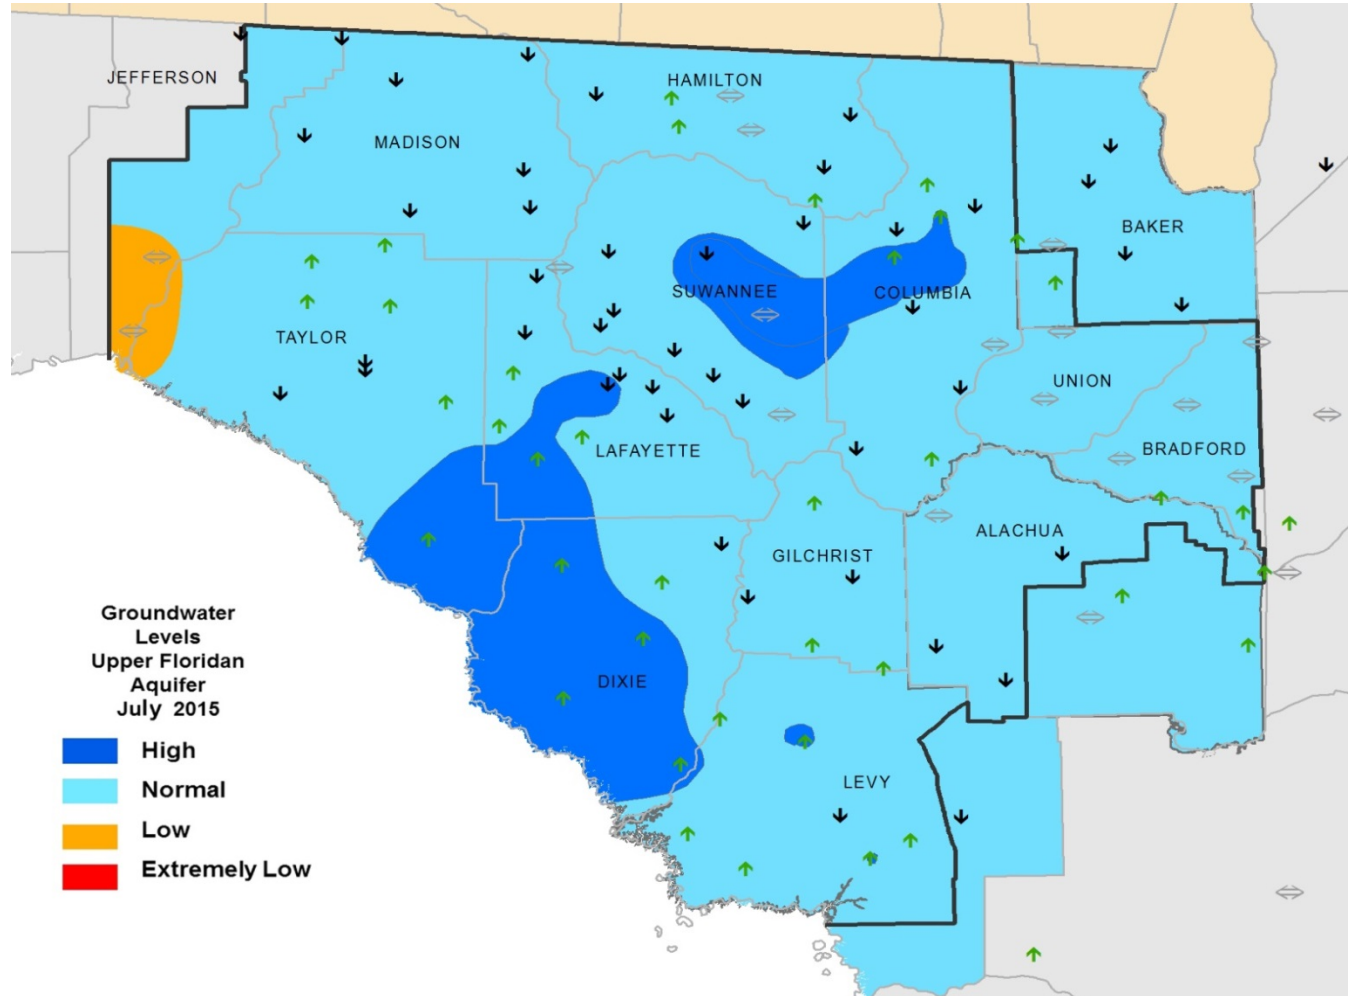 JEFFERSON
HAMILTON
MADISON
BAKER
SUWANNEE
COLUMBIA
TAYLOR
UNION
LAFAYETTE
BRADFORD
ALACHUA
GILCHRIST
DIXIE
LEVY
Groundwater
Levels
Upper Floridan
Aquifer
July 2015
High
Normal
Low
Extremely Low